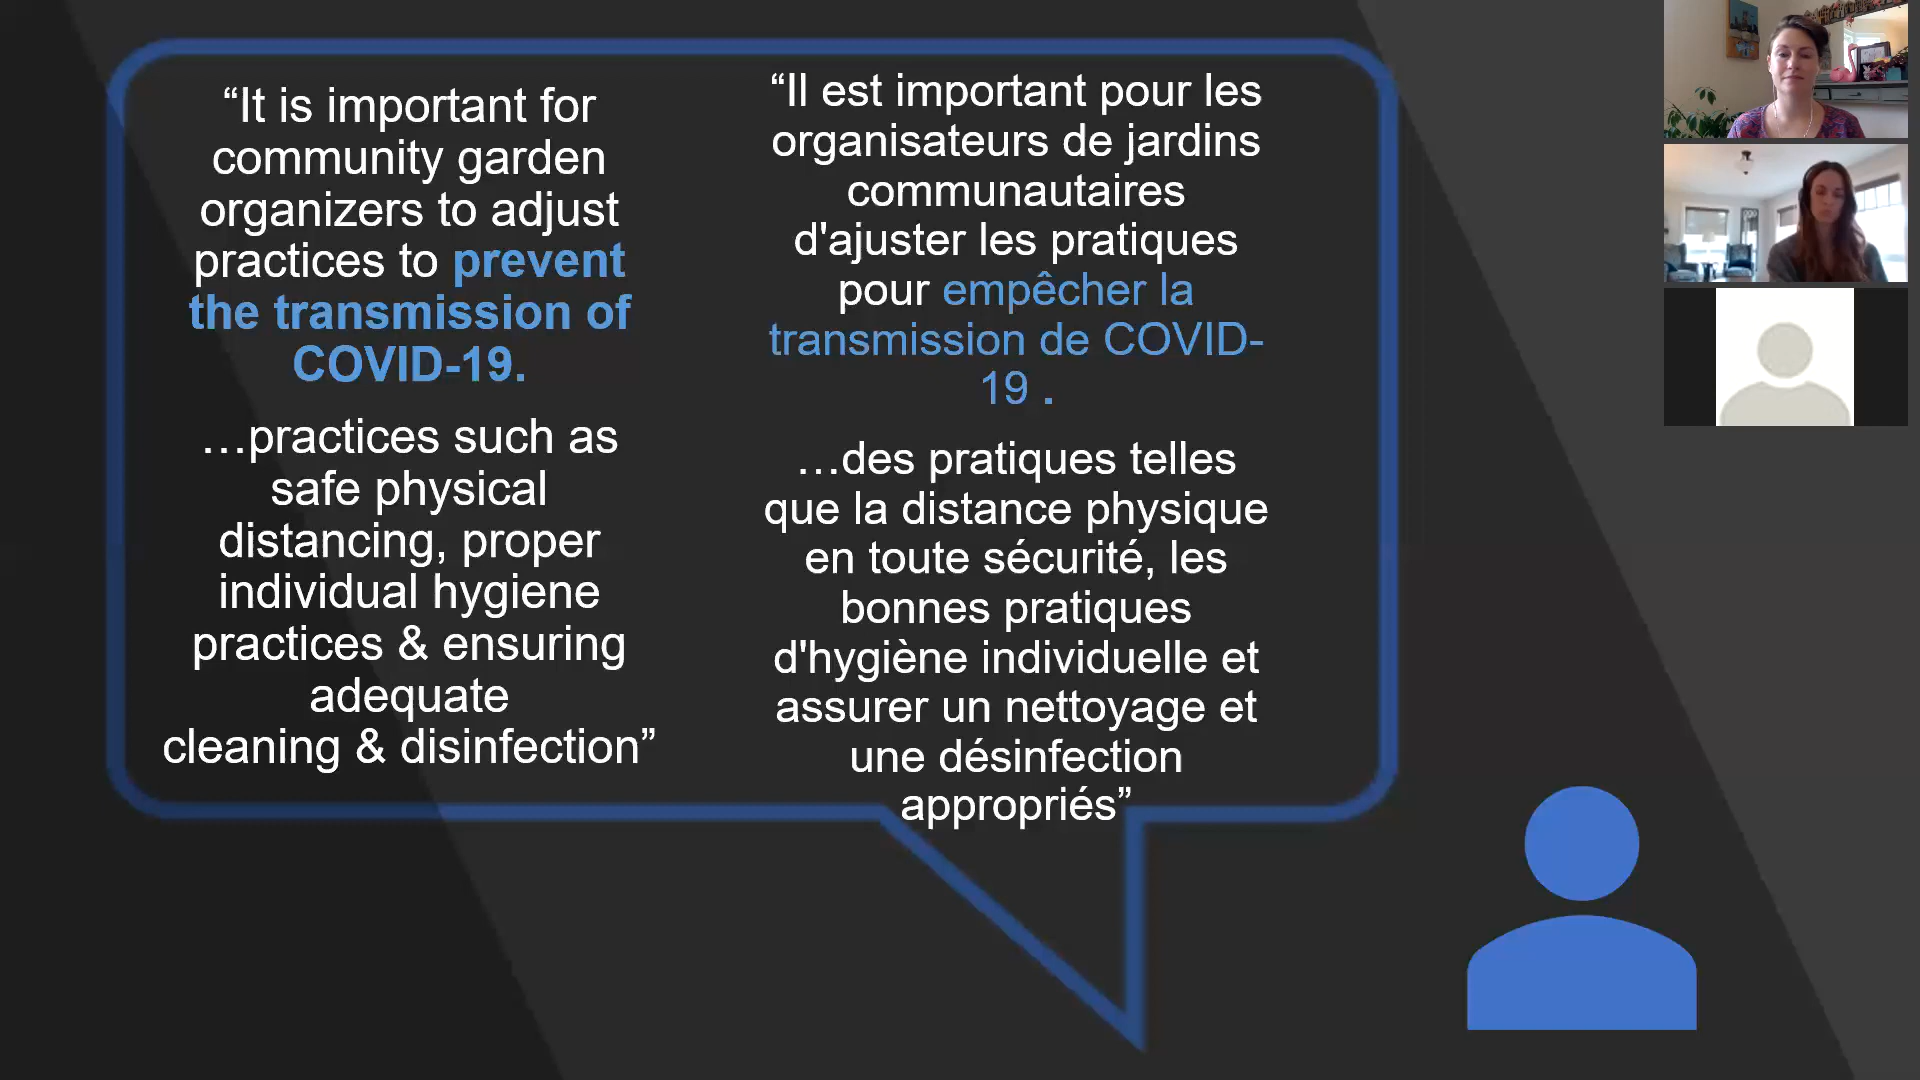 “It is important for
community garden
organizers to adjust
practices to prevent
the transmission of
COVID-19.
…practices such as
safe physical
distancing, proper
individual hygiene
practices & ensuring
adequate
cleaning & disinfection”
“Il est important pour les
organisateurs de jardins
communautaires
d'ajuster les pratiques
pour empêcher la
transmission de COVID-
19 .
…des pratiques telles
que la distance physique
en toute sécurité, les
bonnes pratiques
d'hygiène individuelle et
assurer un nettoyage et
une désinfection
appropriés”